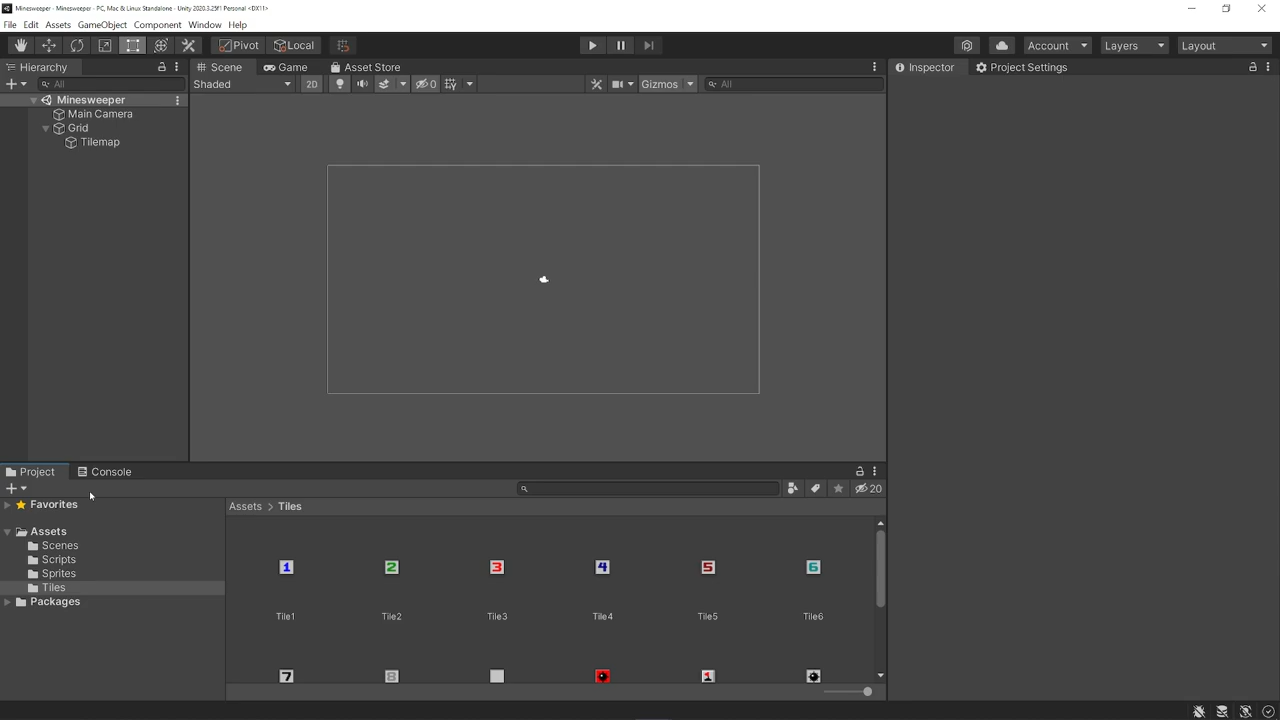 Minesweeper - Minesweeper - PC, Mac & Linux Standalone - Unity 2020.3.25f1 Personal <DX11>
File Edit Assets GameObject Component Window Help
Pivot Local Account Layers Layout
Hierarchy Scene Game Asset Store Inspector Project Settings
All Shaded 2D 0 Gizmos All
Minesweeper
Main Camera
Grid
Tilemap
Project Console
20
Favorites
Assets > Tiles
Assets
Scenes
Scripts
Sprites
Tiles
Packages
1 2 3 4 5 6
Tile1 Tile2 Tile3 Tile4 Tile5 Tile6
7 8 1